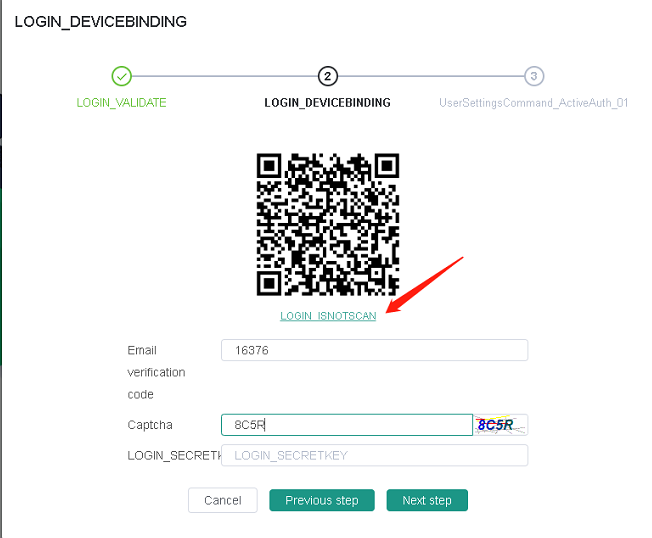 LOGIN_DEVICEBINDING
2
3
LOGIN_VALIDATE
LOGIN_DEVICEBINDING
UserSettingsCommand_ActiveAuth_01
LOGIN_ISNOTSCAN
Email
verification
code
16376
Captcha
8C5R
8C5R
LOGIN_SECRETK
LOGIN_SECRETKEY
Cancel
Previous step
Next step